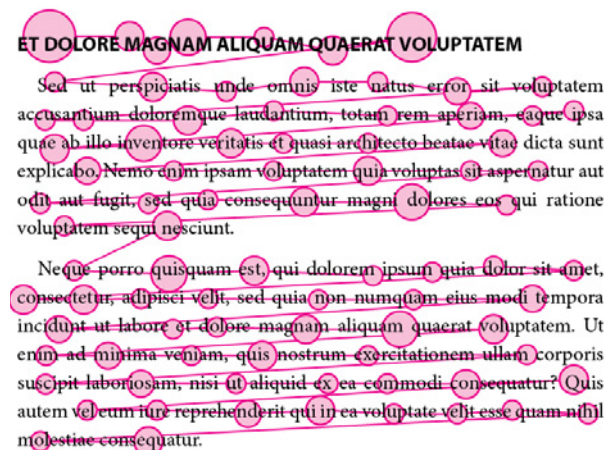 ET DOLORE MAGNAM ALIQUAM QUAERAT VOLUPTATEM
Sed ut perspiciatis unde omnis iste natus error sit voluptatem
accusantium doloremque laudantium, totam rem aperiam, eaque ipsa
quae ab illo inventore veritatis et quasi architecto beatae vitae dicta sunt
explicabo. Nemo enim ipsam voluptatem quia voluptas sit aspernatur aut
odit aut fugit, sed quia consequuntur magni dolores eos qui ratione
voluptatem sequi nesciunt.
Neque porro quisquam est, qui dolorem ipsum quia dolor sit amet,
consectetur, adipisci velit, sed quia non numquam eius modi tempora
incidunt ut labore et dolore magnam aliquam quaerat voluptatem. Ut
enim ad minima veniam, quis nostrum exercitationem ullam corporis
suscipit laboriosam, nisi ut aliquid ex ea commodi consequatur? Quis
autem vel eum iure reprehenderit qui in ea voluptate velit esse quam nihil
molestiae consequatur.